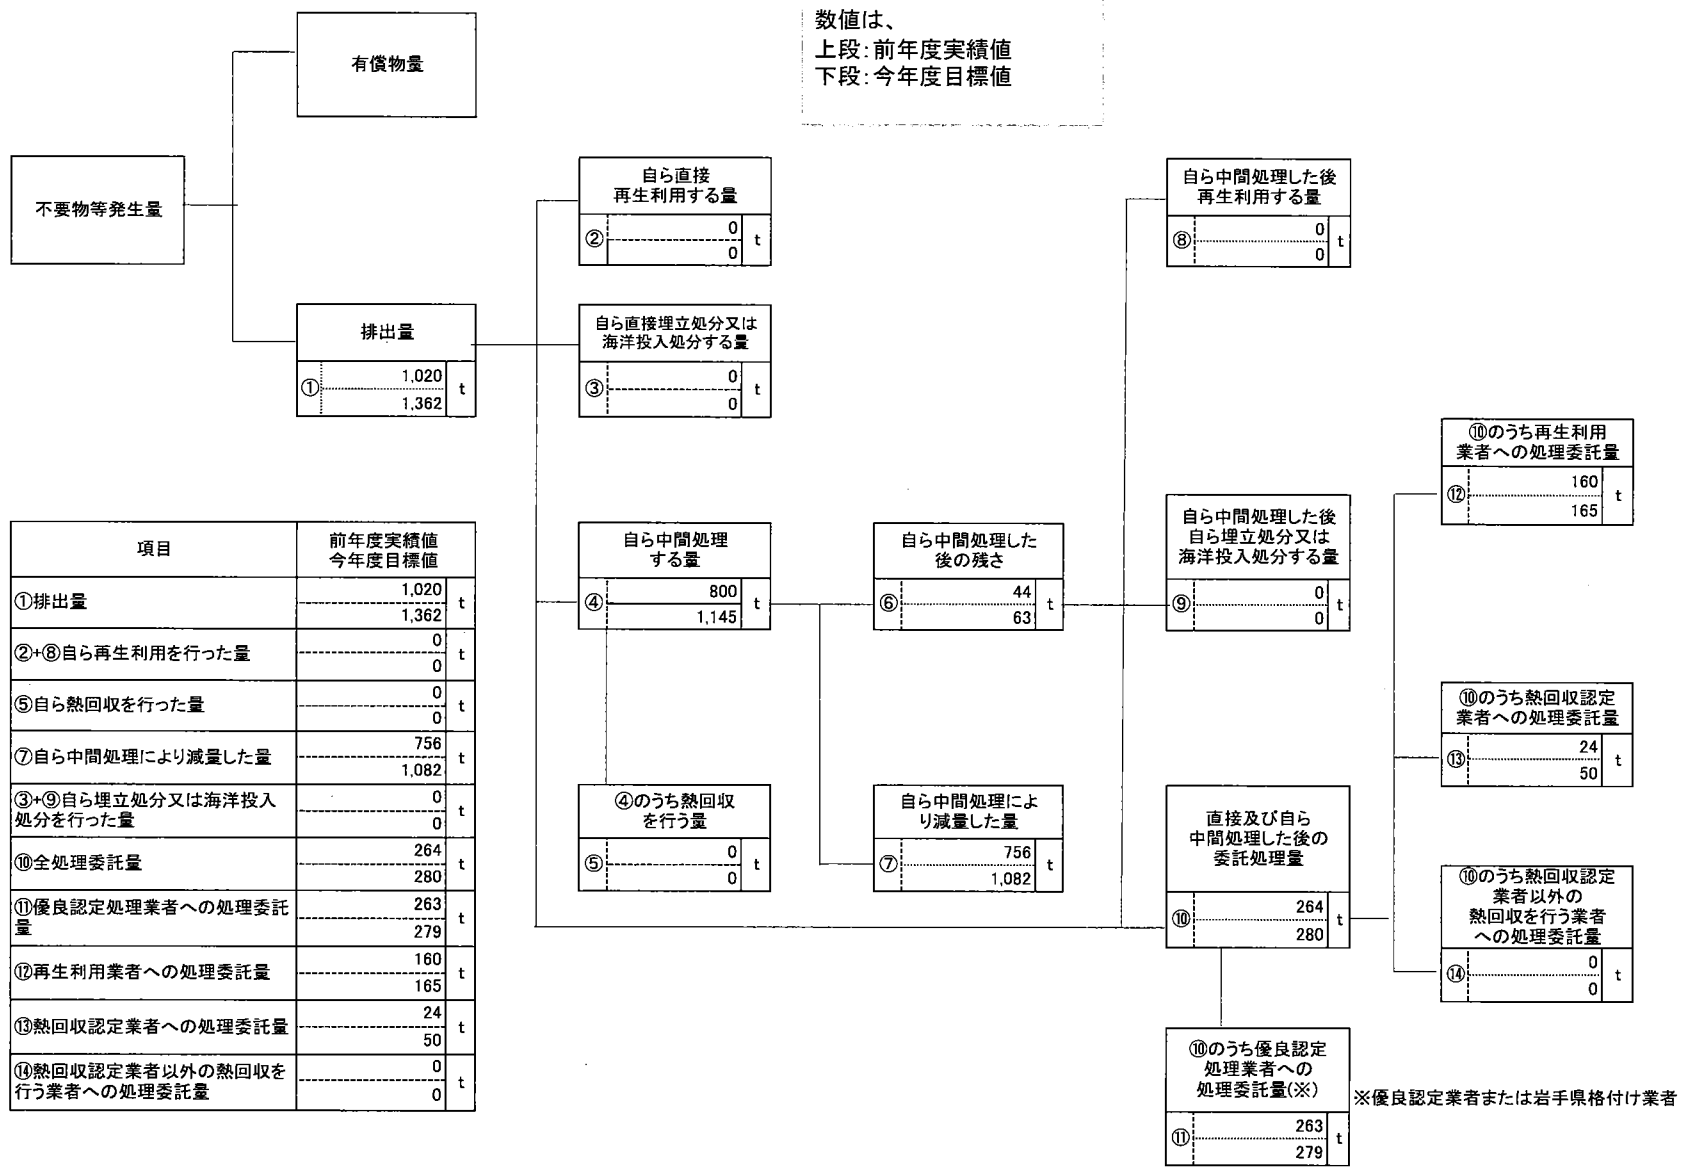 数値は、
上段:前年度実績値
下段:今年度目標値
有償物量
不要物等発生量
排出量
①
1,020
1,362
t
自ら直接
再生利用する量
②
0
0
t
自ら直接埋立処分又は
海洋投入処分する量
③
0
0
t
自ら中間処理
する量
④
800
1,145
t
④のうち熱回収
を行う量
⑤
0
0
t
自ら中間処理した
後の残さ
⑥
44
63
t
自ら中間処理によ
り減量した量
⑦
756
1,082
t
自ら中間処理した後
再生利用する量
⑧
0
0
t
自ら中間処理した後
自ら埋立処分又は
海洋投入処分する量
⑨
0
0
t
直接及び自ら
中間処理した後の
委託処理量
⑩
264
280
t
⑩のうち優良認定
処理業者への
処理委託量(※)
⑪
263
279
t
※優良認定業者または岩手県格付け業者
⑩のうち再生利用
業者への処理委託量
⑫
160
165
t
⑩のうち熱回収認定
業者への処理委託量
⑬
24
50
t
⑩のうち熱回収認定
業者以外の
熱回収を行う業者
への処理委託量
⑭
0
0
t
項目
前年度実績値
今年度目標値
①排出量
1,020
1,362
t
②+⑧自ら再生利用を行った量
0
0
t
⑤自ら熱回収を行った量
0
0
t
⑦自ら中間処理により減量した量
756
1,082
t
③+⑨自ら埋立処分又は海洋投入
処分を行った量
0
0
t
⑩全処理委託量
264
280
t
⑪優良認定処理業者への処理委託
量
263
279
t
⑫再生利用業者への処理委託量
160
165
t
⑬熱回収認定業者への処理委託量
24
50
t
⑭熱回収認定業者以外の熱回収を
行う業者への処理委託量
0
0
t